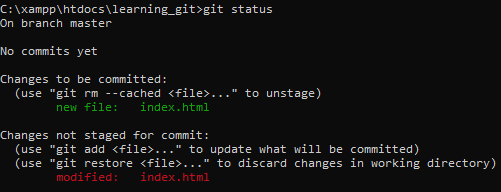 C:\xampp\htdocs\learning_git>git status
On branch master
No commits yet
Changes to be committed:
(use "git rm --cached <file>..." to unstage)
new file:   index.html
Changes not staged for commit:
(use "git add <file>..." to update what will be committed)
(use "git restore <file>..." to discard changes in working directory)
modified:   index.html